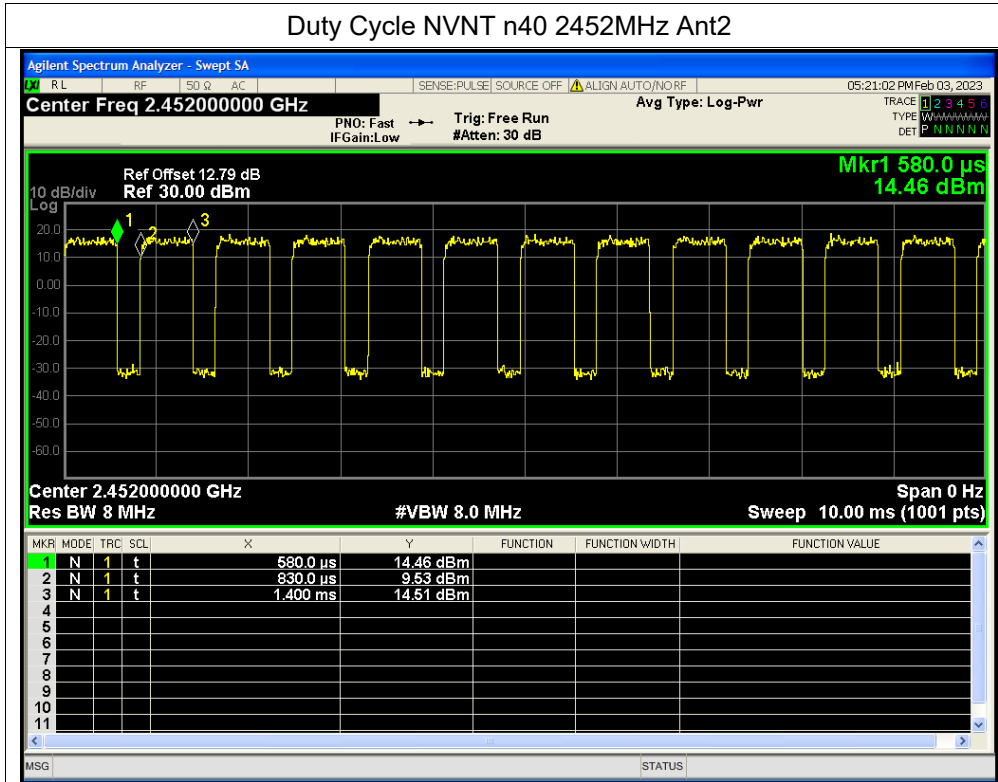 Duty Cycle NVNT n40 2452MHz Ant2
Agilent Spectrum Analyzer - Swept SA
LXI RL RF 50 Ω AC SENSE:PULSE SOURCE OFF ALIGN AUTO/NO RF 05:21:02 PM Feb 03, 2023
Center Freq 2.452000000 GHz Avg Type: Log-Pwr TRACE 1 2 3 4 5 6
PNO: Fast Trig: Free Run TYPE WWWWWW
IFGain:Low #Atten: 30 dB DET P N N N N N
Mkr1 580.0 µs
14.46 dBm
Ref Offset 12.79 dB
10 dB/div Ref 30.00 dBm
Log
20.0
10.0
0.00
-10.0
-20.0
-30.0
-40.0
-50.0
-60.0
1
2
3
Center 2.452000000 GHz Span 0 Hz
Res BW 8 MHz #VBW 8.0 MHz Sweep 10.00 ms (1001 pts)
MKR MODE TRC SCL X Y FUNCTION FUNCTION WIDTH FUNCTION VALUE
1 N 1 t 580.0 µs 14.46 dBm
2 N 1 t 830.0 µs 9.53 dBm
3 N 1 t 1.400 ms 14.51 dBm
4
5
6
7
8
9
10
11
MSG STATUS